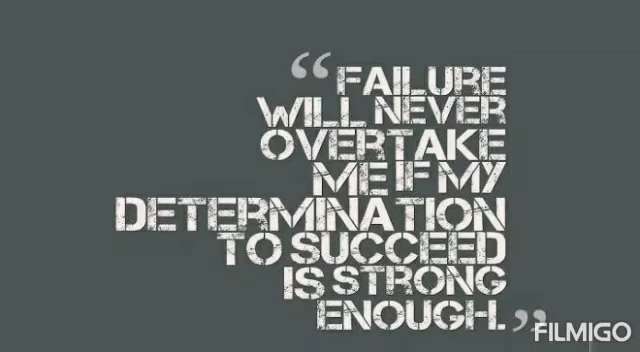 “FAILURE
WILL NEVER
OVERTAKE
ME IF MY
DETERMINATION
TO SUCCEED
IS STRONG
ENOUGH.”
FILMIGO